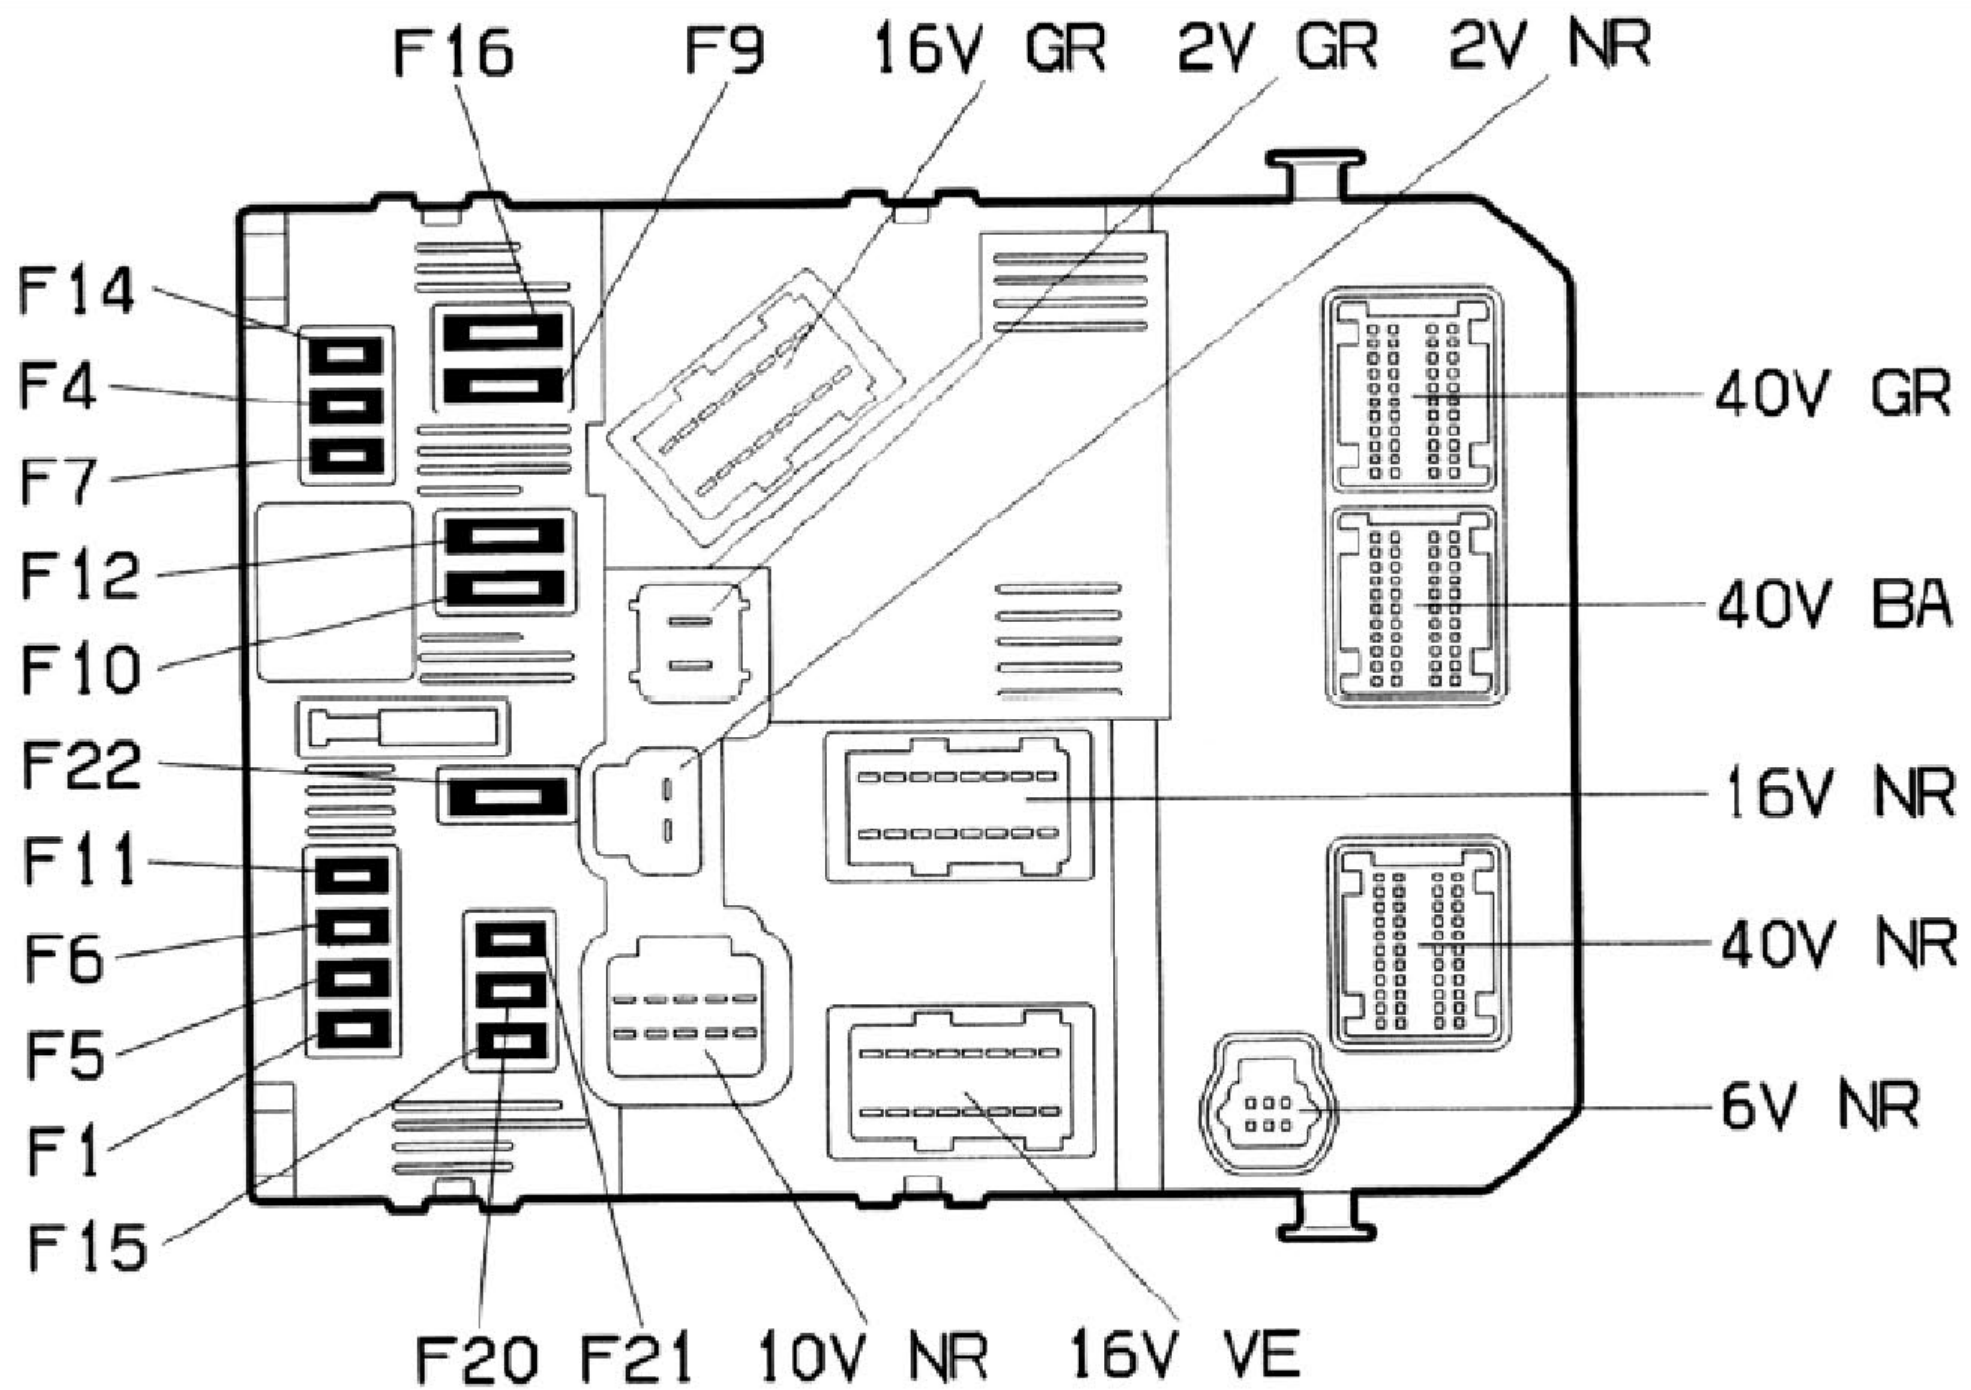 F16 F9 16V GR 2V GR 2V NR
F14
F4
40V GR
F7
F12
40V BA
F10
F22
16V NR
F11
F6
40V NR
F5
F1
6V NR
F15
F20 F21 10V NR 16V VE